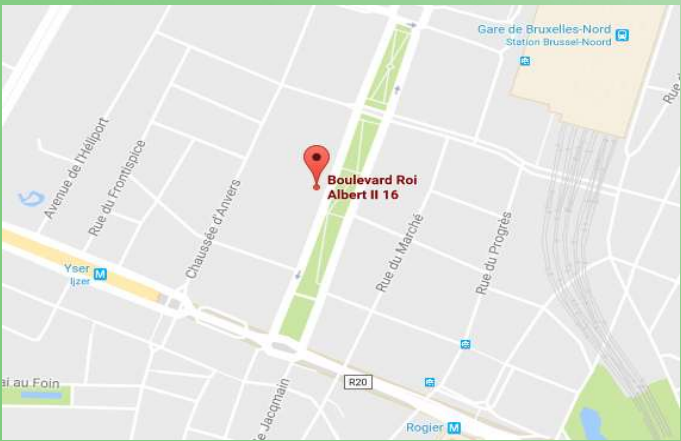 Gare de Bruxelles-Nord
Station Brussel-Noord
Rue d
Avenue de l'Héliport
Rue du Frontispice
Chaussée d'Anvers
Boulevard Roi
Albert II 16
Rue du Marché
Rue du Progrès
Yser M
Ijzer
ai au Foin
R20
e Jacqmain
Rogier M